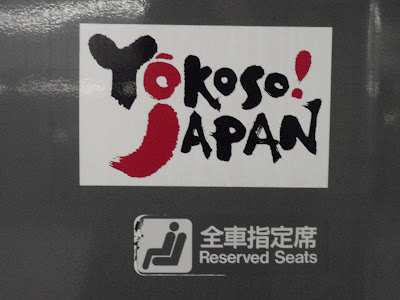 YŌKOSO!
JAPAN
全車指定席
Reserved Seats